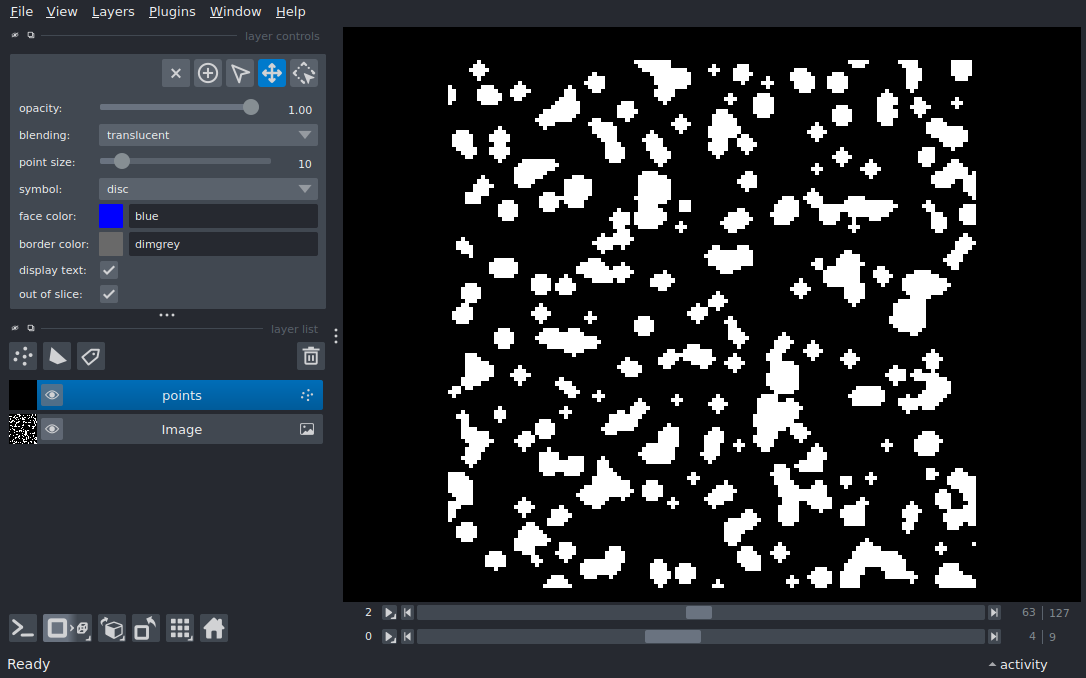 File View Layers Plugins Window Help
layer controls
opacity: 1.00
blending: translucent
point size: 10
symbol: disc
face color: blue
border color: dimgrey
display text:
out of slice:
layer list
points
Image
2 63 127
0 4 9
Ready activity